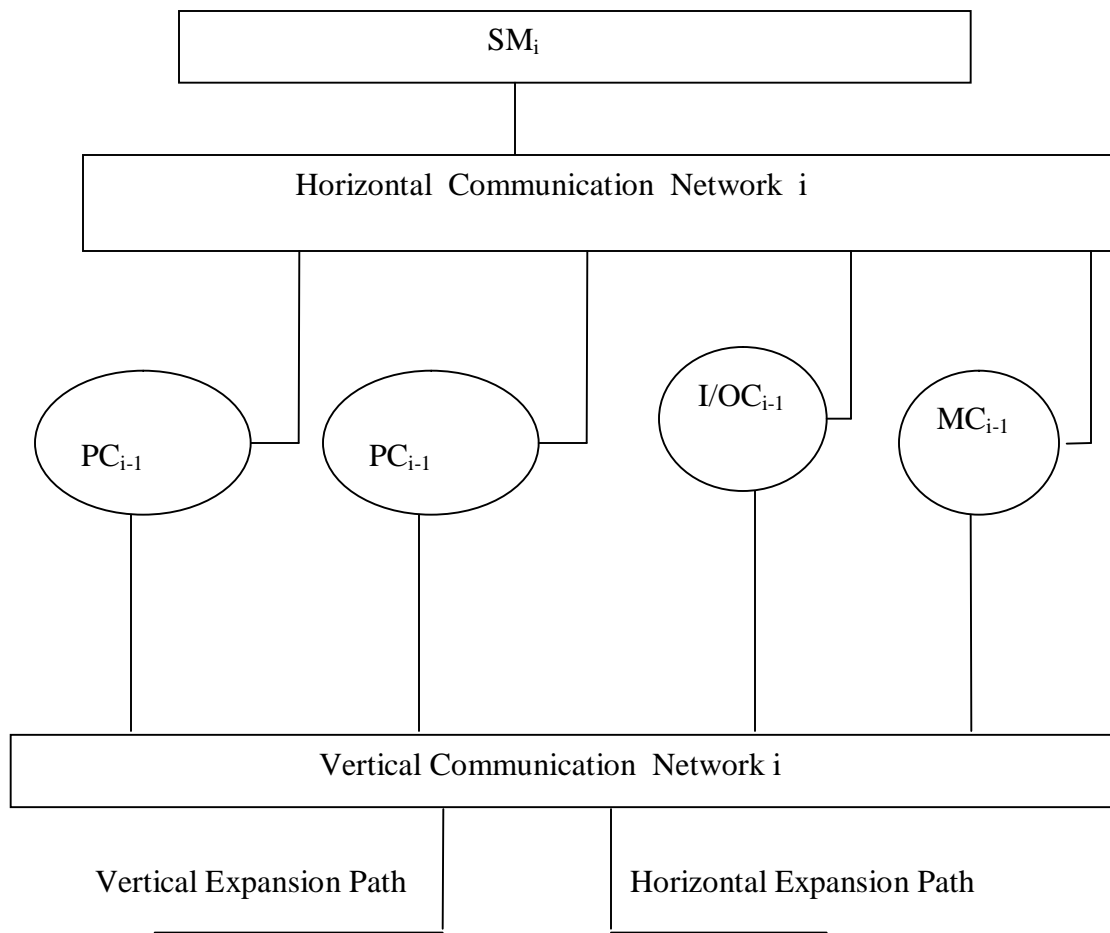 SMᵢ
Horizontal Communication Network i
I/OCᵢ₋₁
MCᵢ₋₁
PCᵢ₋₁ PCᵢ₋₁
Vertical Communication Network i
Vertical Expansion Path Horizontal Expansion Path